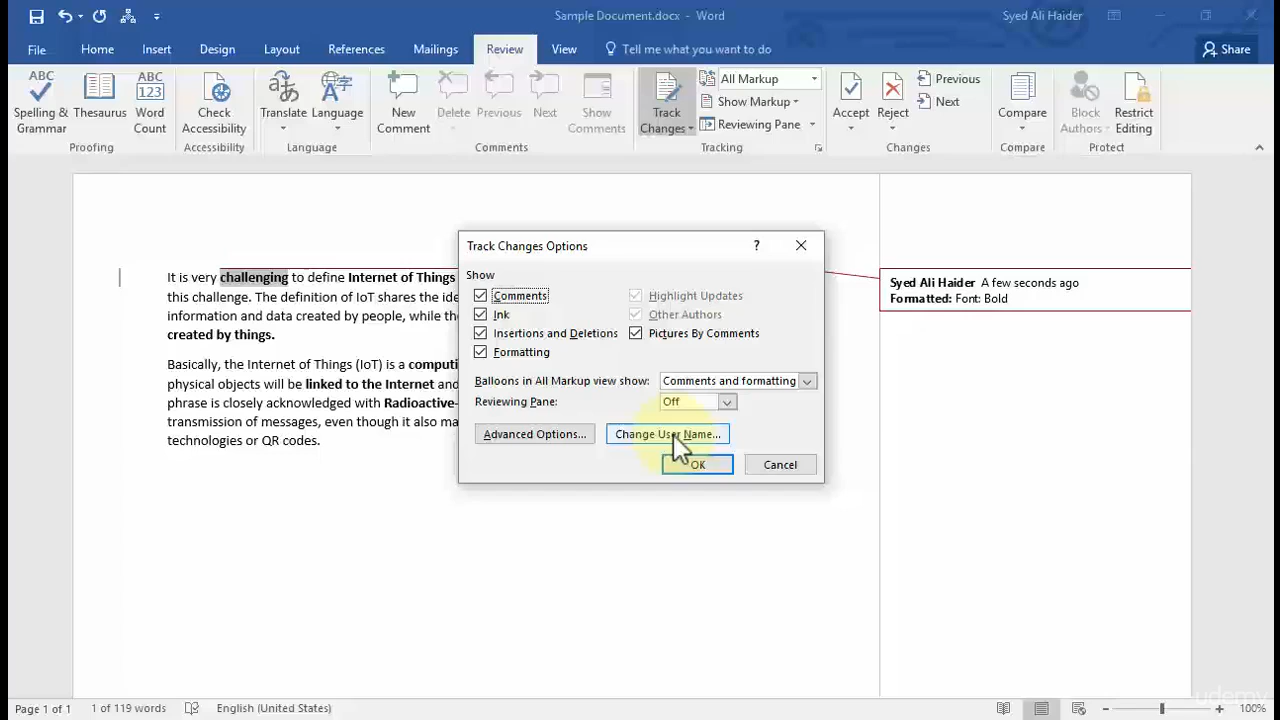 Sample Document.docx - Word
Syed Ali Haider
File Home Insert Design Layout References Mailings Review View Tell me what you want to do Share
ABC ABC 123
Spelling & Grammar
Thesaurus
Word Count
Check Accessibility
Translate
Language
New Comment
Delete
Previous
Next
Show Comments
Track Changes
All Markup
Show Markup
Reviewing Pane
Accept
Reject
Previous
Next
Compare
Block Authors
Restrict Editing
Proofing Accessibility Language Comments Tracking Changes Compare Protect
Track Changes Options ?
Show
Comments Highlight Updates
Ink Other Authors
Insertions and Deletions Pictures By Comments
Formatting
Balloons in All Markup view show: Comments and formatting
Reviewing Pane: Off
Advanced Options... Change User Name...
OK Cancel
It is very challenging to define Internet of Things
this challenge. The definition of IoT shares the ide
information and data created by people, while the
created by things.
Basically, the Internet of Things (IoT) is a computi
physical objects will be linked to the Internet and
phrase is closely acknowledged with Radioactive-
transmission of messages, even though it also ma
technologies or QR codes.
Syed Ali Haider A few seconds ago
Formatted: Font: Bold
udemy
Page 1 of 1 1 of 119 words English (United States) 100%